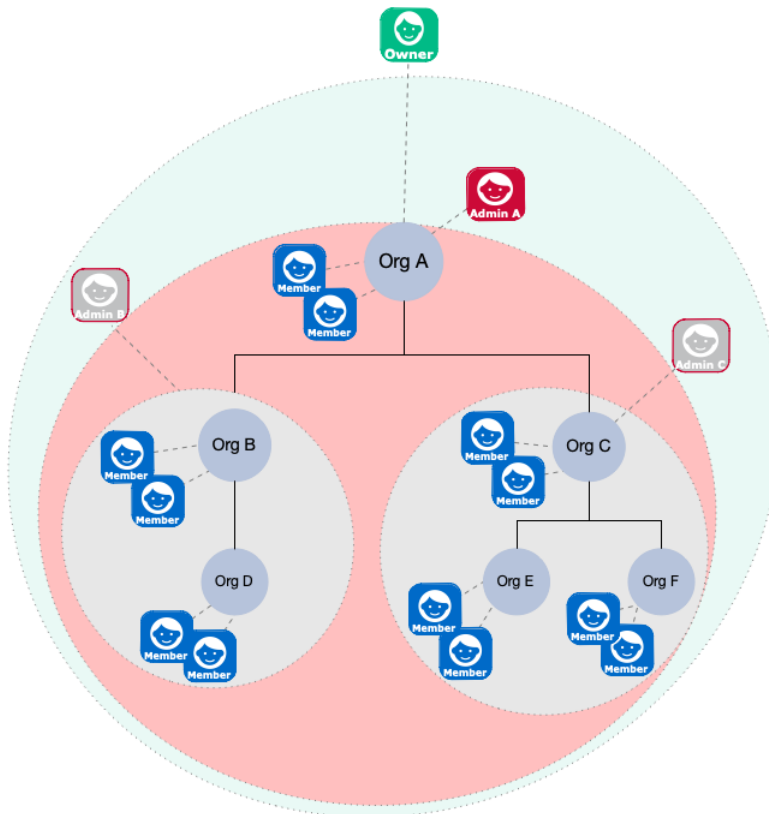 Owner
Admin A
Org A
Member
Member
Admin B
Admin C
Org B
Member
Member
Org C
Member
Member
Org D
Member
Member
Org E
Member
Member
Org F
Member
Member